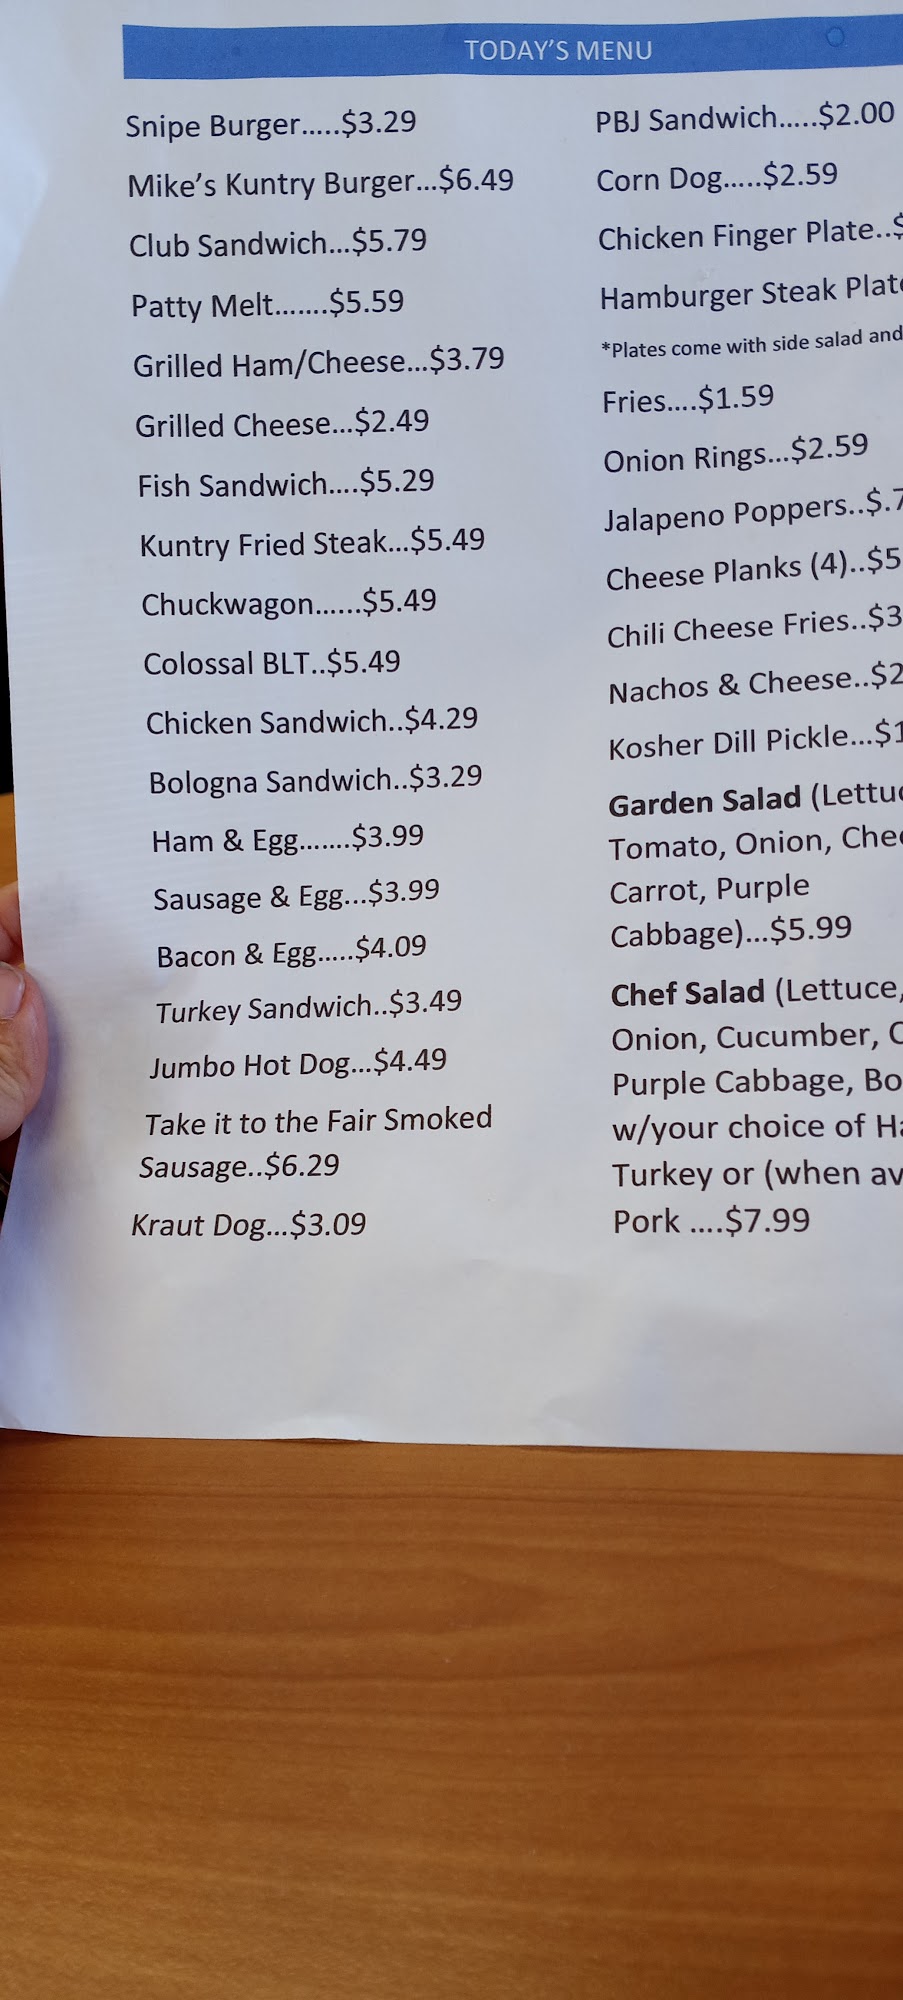 TODAY'S MENU
Snipe Burger.....$3.29
Mike's Kuntry Burger...$6.49
Club Sandwich...$5.79
Patty Melt.......$5.59
Grilled Ham/Cheese...$3.79
Grilled Cheese...$2.49
Fish Sandwich....$5.29
Kuntry Fried Steak...$5.49
Chuckwagon......$5.49
Colossal BLT..$5.49
Chicken Sandwich..$4.29
Bologna Sandwich..$3.29
Ham & Egg.......$3.99
Sausage & Egg...$3.99
Bacon & Egg.....$4.09
Turkey Sandwich..$3.49
Jumbo Hot Dog...$4.49
Take it to the Fair Smoked
Sausage..$6.29
Kraut Dog...$3.09
PBJ Sandwich.....$2.00
Corn Dog.....$2.59
Chicken Finger Plate..$
Hamburger Steak
*Plates come with side salad and
Fries....$1.59
Onion Rings...$2.59
Jalapeno Poppers..$.7
Cheese Planks (4)..$5
Chili Cheese Fries..$3
Nachos & Cheese..$2
Kosher Dill Pickle...$1
Garden Salad
Tomato, Onion,
Carrot, Purple
Cabbage)...$5.99
Chef Salad (Lettuce,
Onion, Cucumber,
Purple Cabbage,
w/your choice of
Turkey or (when
Pork ....$7.99